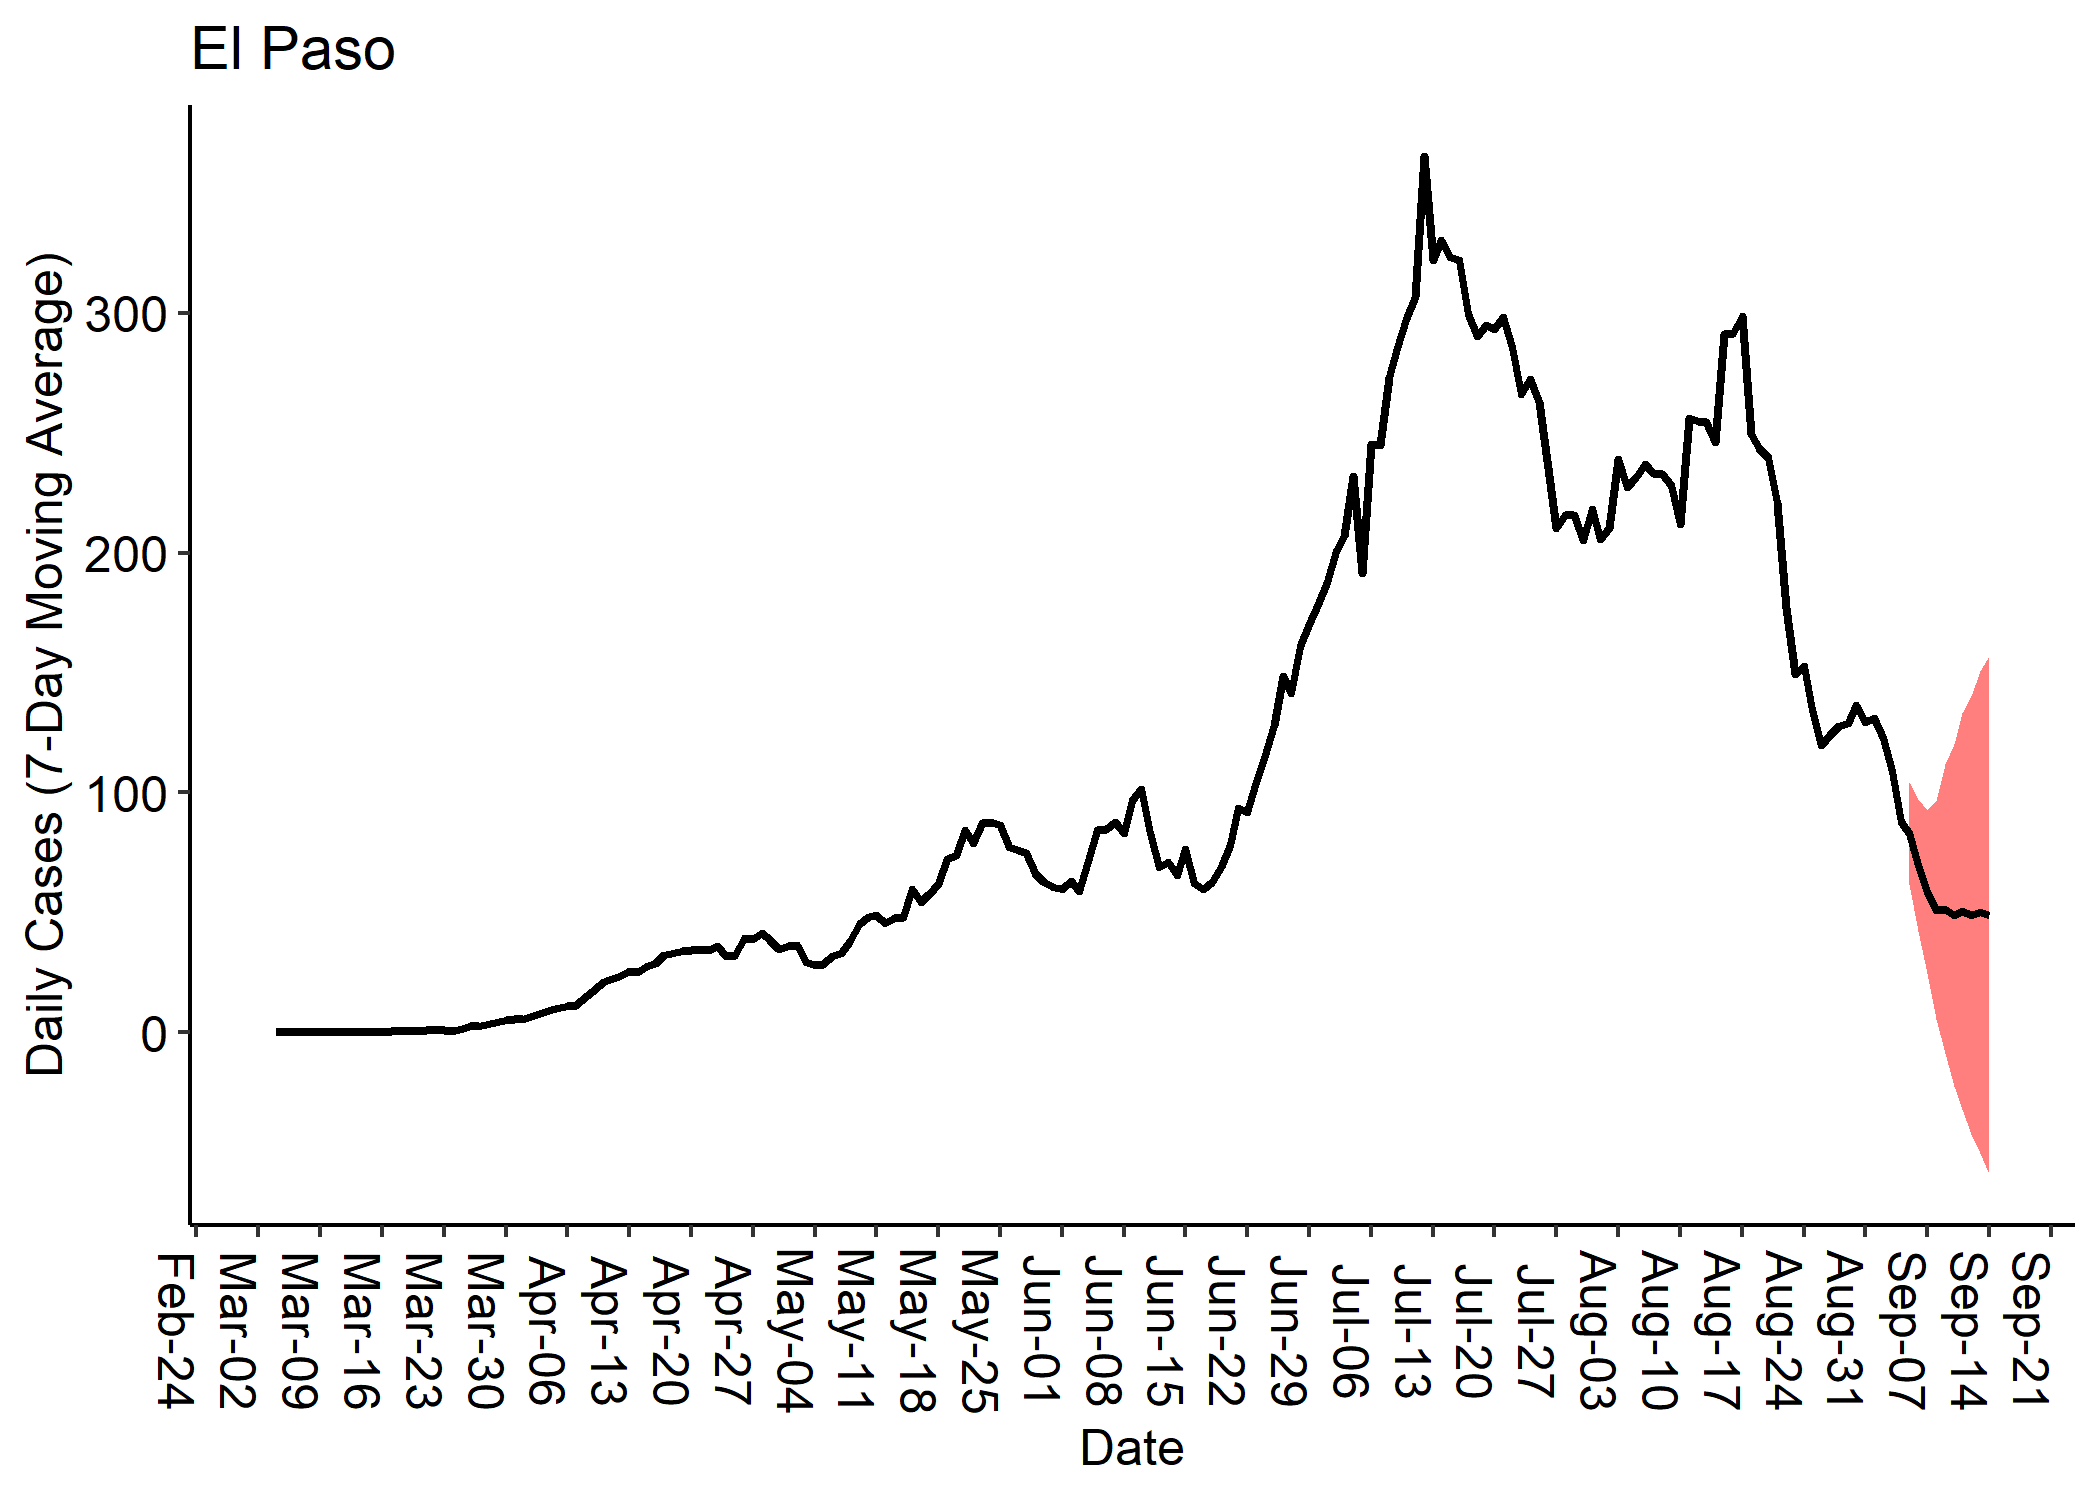 El Paso
Daily Cases (7-Day Moving Average)
300
200
100
0
Feb-24
Mar-02
Mar-09
Mar-16
Mar-23
Mar-30
Apr-06
Apr-13
Apr-20
Apr-27
May-04
May-11
May-18
May-25
Jun-01
Jun-08
Jun-15
Jun-22
Jun-29
Jul-06
Jul-13
Jul-20
Jul-27
Aug-03
Aug-10
Aug-17
Aug-24
Aug-31
Sep-07
Sep-14
Sep-21
Date